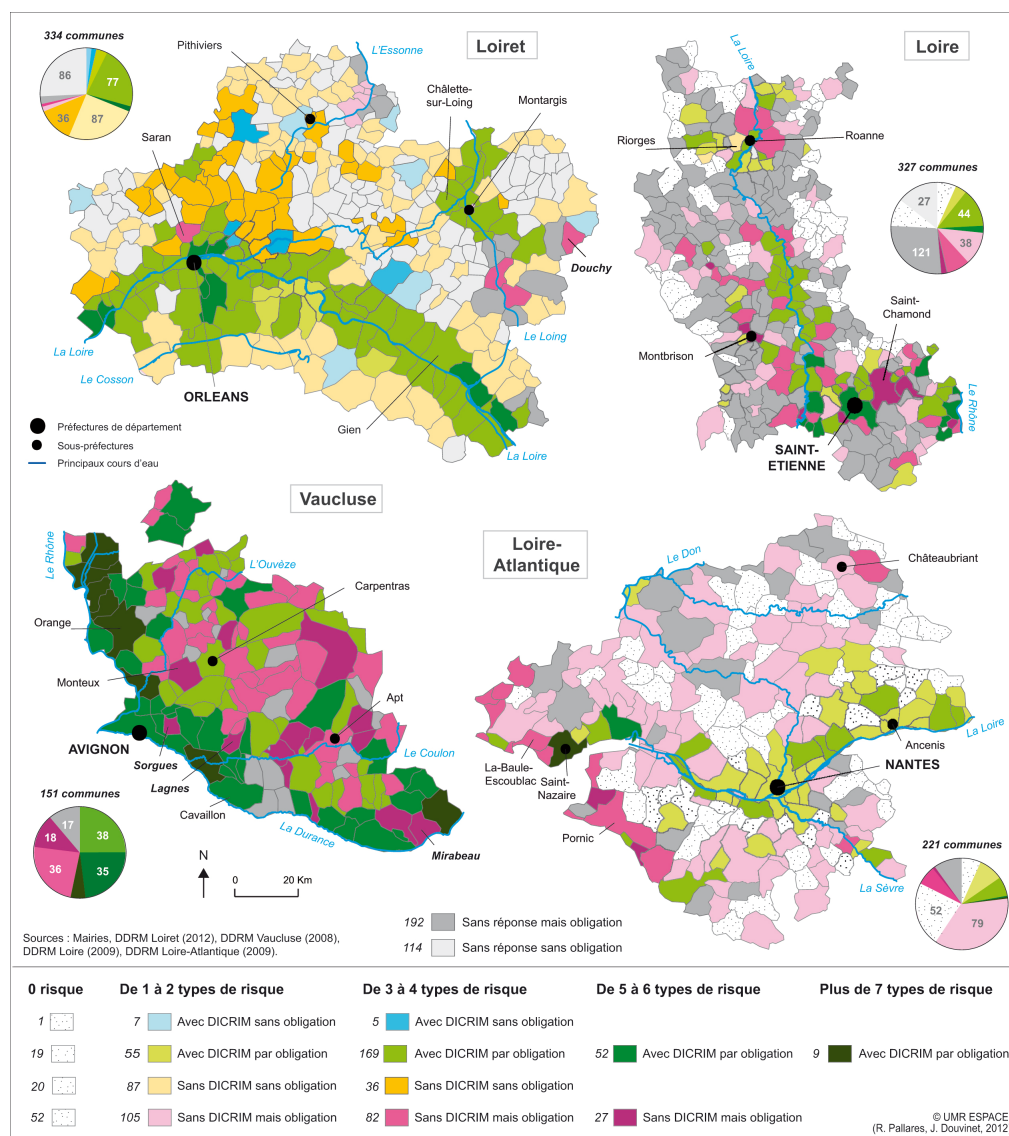 334 communes
86
77
36
87
Pithiviers
L'Essonne
Loiret
Châlette-
sur-Loing
Montargis
Saran
Douchy
La Loire
Le Cosson
ORLEANS
Gien
Le Loing
La Loire
Préfectures de département
Sous-préfectures
Principaux cours d'eau
Loire
La Loire
Riorges
Roanne
327 communes
27
44
38
121
Saint-
Chamond
Montbrison
Le Rhône
SAINT-
ETIENNE
Vaucluse
Le Rhône
L'Ouvèze
Carpentras
Orange
Monteux
Apt
AVIGNON
Sorgues
Le Coulon
Lagnes
Cavaillon
La Durance
Mirabeau
151 communes
17
38
18
36
35
N
0 20 Km
Loire-
Atlantique
Le Don
Châteaubriant
La Loire
Ancenis
NANTES
La-Baule-
Escoublac
Saint-
Nazaire
Pornic
La Sèvre
221 communes
52
79
192 Sans réponse mais obligation
114 Sans réponse sans obligation
Sources : Mairies, DDRM Loiret (2012), DDRM Vaucluse (2008),
DDRM Loire (2009), DDRM Loire-Atlantique (2009).
0 risque De 1 à 2 types de risque De 3 à 4 types de risque De 5 à 6 types de risque Plus de 7 types de risque
1 7 Avec DICRIM sans obligation 5 Avec DICRIM sans obligation
19 55 Avec DICRIM par obligation 169 Avec DICRIM par obligation 52 Avec DICRIM par obligation 9 Avec DICRIM par obligation
20 87 Sans DICRIM sans obligation 36 Sans DICRIM sans obligation
52 105 Sans DICRIM mais obligation 82 Sans DICRIM mais obligation 27 Sans DICRIM mais obligation
© UMR ESPACE
(R. Pallares, J. Douvinet, 2012